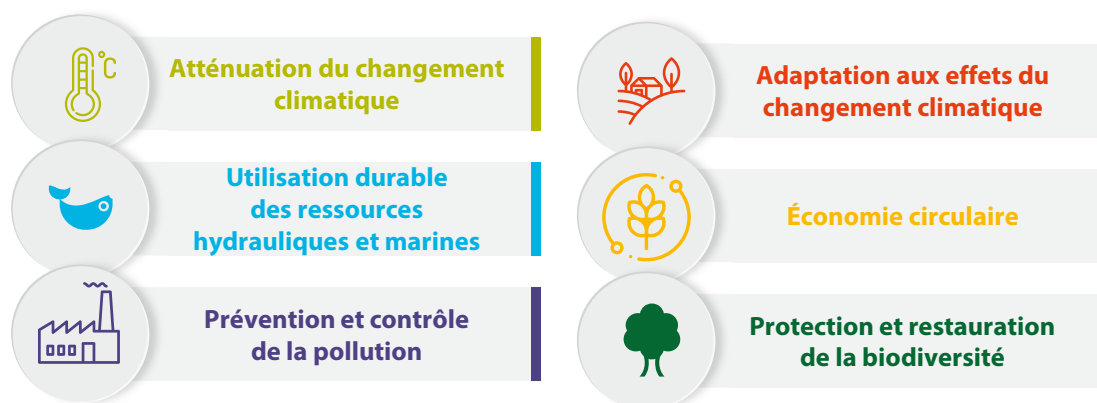 °C
Atténuation du changement
climatique
Adaptation aux effets du
changement climatique
Utilisation durable
des ressources
hydrauliques et marines
Économie circulaire
Prévention et contrôle
de la pollution
Protection et restauration
de la biodiversité